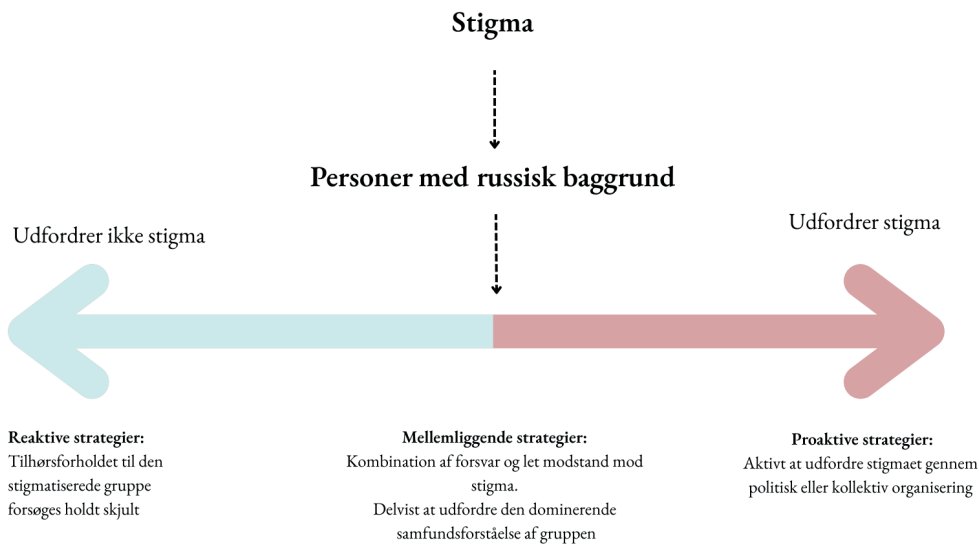 Stigma
Personer med russisk baggrund
Udfordrer ikke stigma
Udfordrer stigma
Reaktive strategier:
Tilhørsforholdet til den
stigmatiserede gruppe
forsøges holdt skjult
Mellemliggende strategier:
Kombination af forsvar og let modstand mod
stigma.
Delvist at udfordre den dominerende
samfundsforståelse af gruppen
Proaktive strategier:
Aktivt at udfordre stigmaet gennem
politisk eller kollektiv organisering